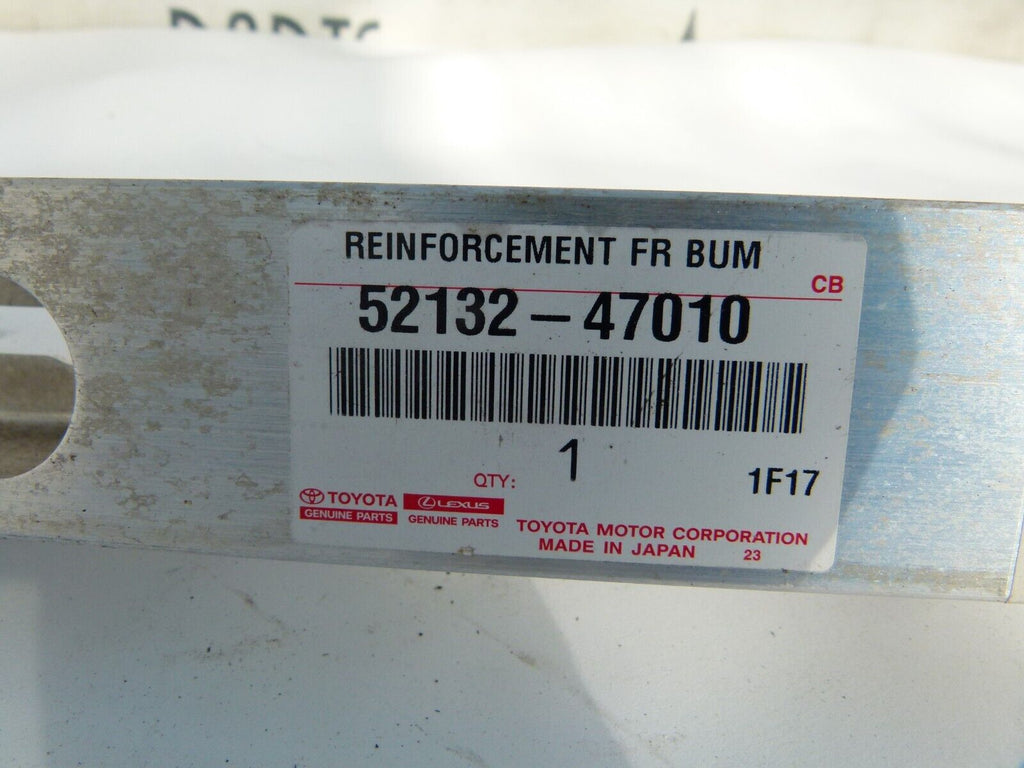 REINFORCEMENT FR BUM
CB
52132-47010
1
QTY:
1F17
TOYOTA
GENUINE PARTS
LEXUS
GENUINE PARTS
TOYOTA MOTOR CORPORATION
MADE IN JAPAN 23